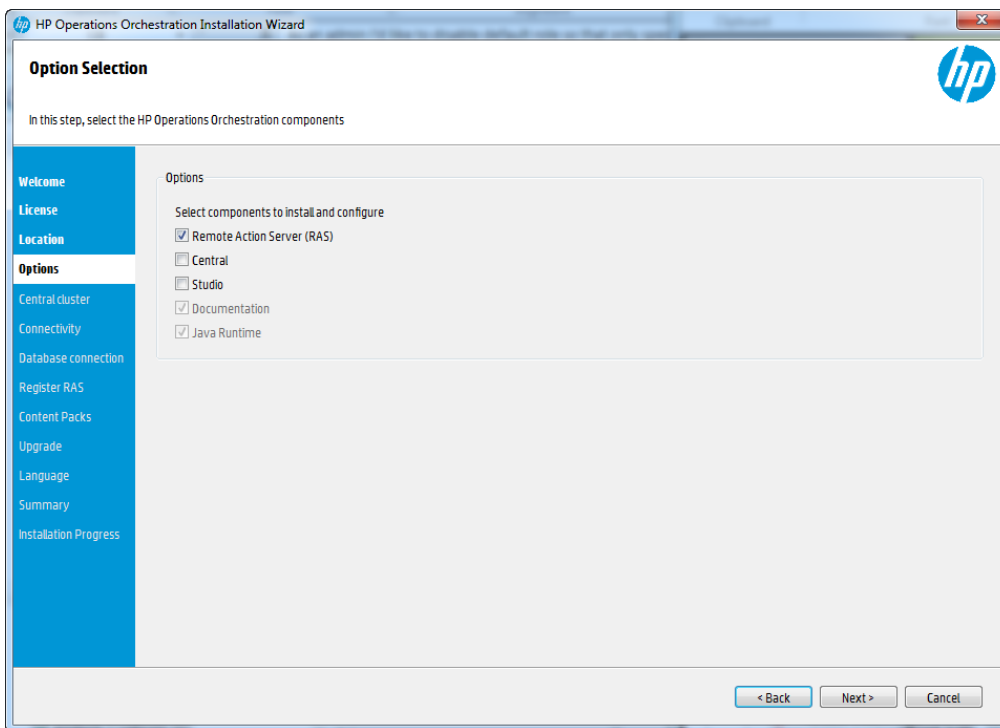 HP Operations Orchestration Installation Wizard
Option Selection
hp
In this step, select the HP Operations Orchestration components
Welcome
License
Location
Options
Central cluster
Connectivity
Database connection
Register RAS
Content Packs
Upgrade
Language
Summary
Installation Progress
Options
Select components to install and configure
Remote Action Server (RAS)
Central
Studio
Documentation
Java Runtime
< Back
Next >
Cancel